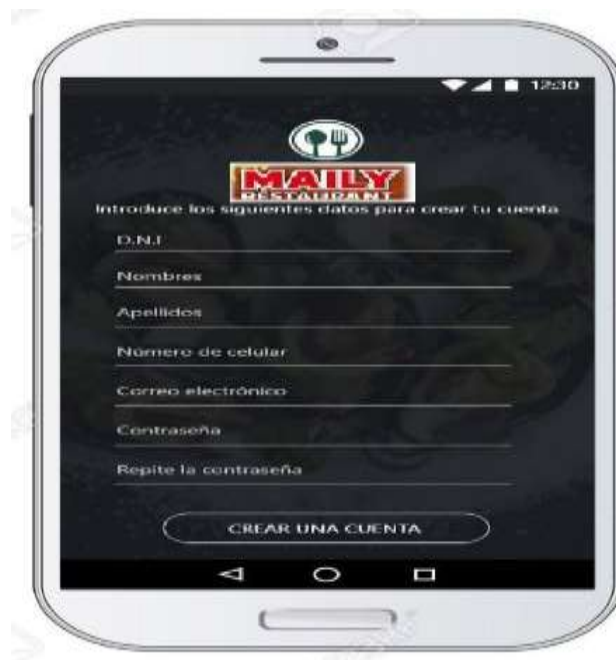 12:30
MAILY
RESTAURANT
Introduce los siguientes datos para crear tu cuenta
D.N.I
Nombres
Apellidos
Número de celular
Correo electrónico
Contraseña
Repite la contraseña
CREAR UNA CUENTA